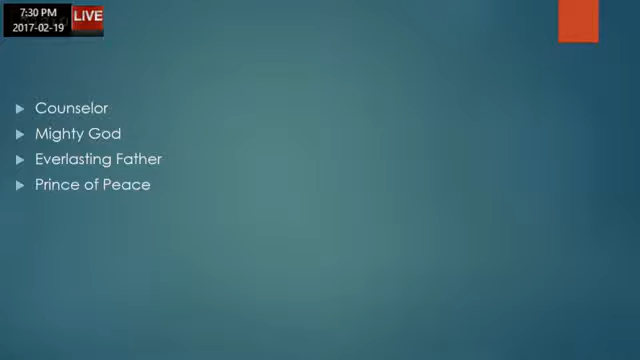 7:30 PM
LIVE
2017-02-19
Counselor
Mighty God
Everlasting Father
Prince of Peace